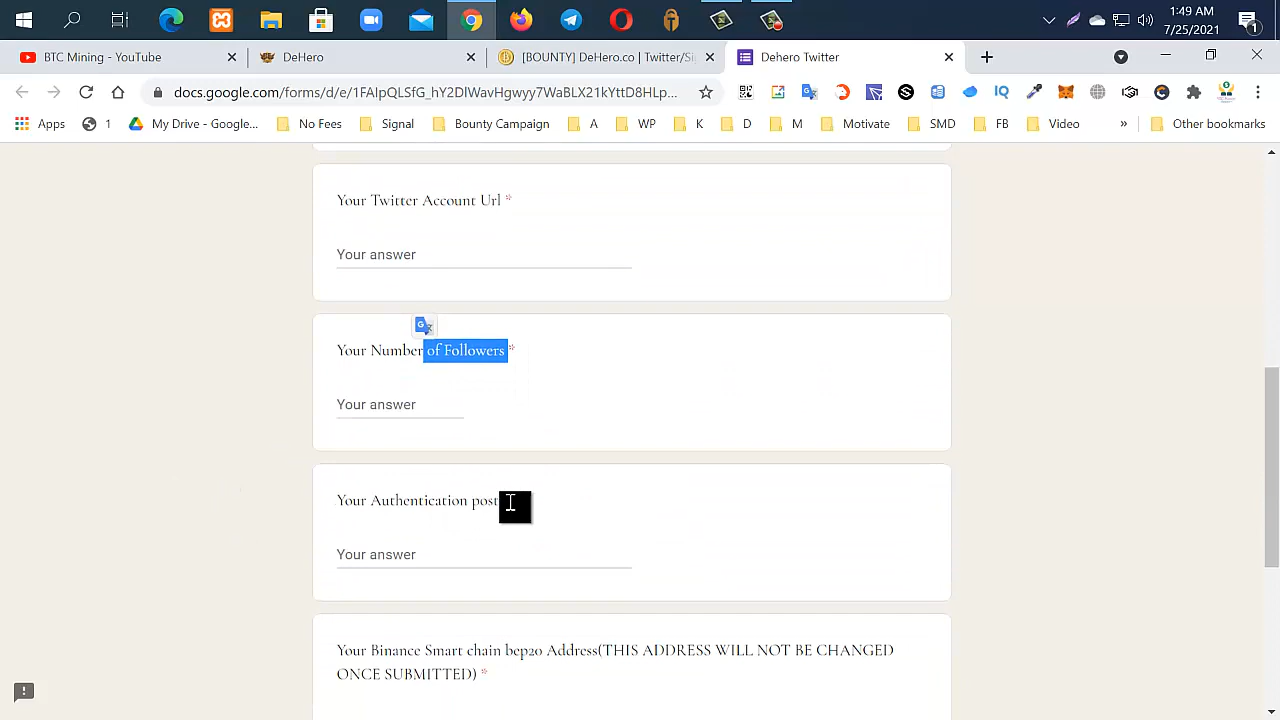 1:49 AM
7/25/2021
1
BTC Mining - YouTube
DeHero
[BOUNTY] DeHero.co | Twitter/Si
Dehero Twitter
docs.google.com/forms/d/e/1FAIpQLSfG_hY2DIWavHgwvy7WaBLX21kYttD8HLp...
Apps
1
My Drive - Google...
No Fees
Signal
Bounty Campaign
A
WP
K
D
M
Motivate
SMD
FB
Video
»
Other bookmarks
Your Twitter Account Url *
Your answer
Your Number of Followers *
Your answer
Your Authentication post
Your answer
Your Binance Smart chain bep20 Address(THIS ADDRESS WILL NOT BE CHANGED
ONCE SUBMITTED) *